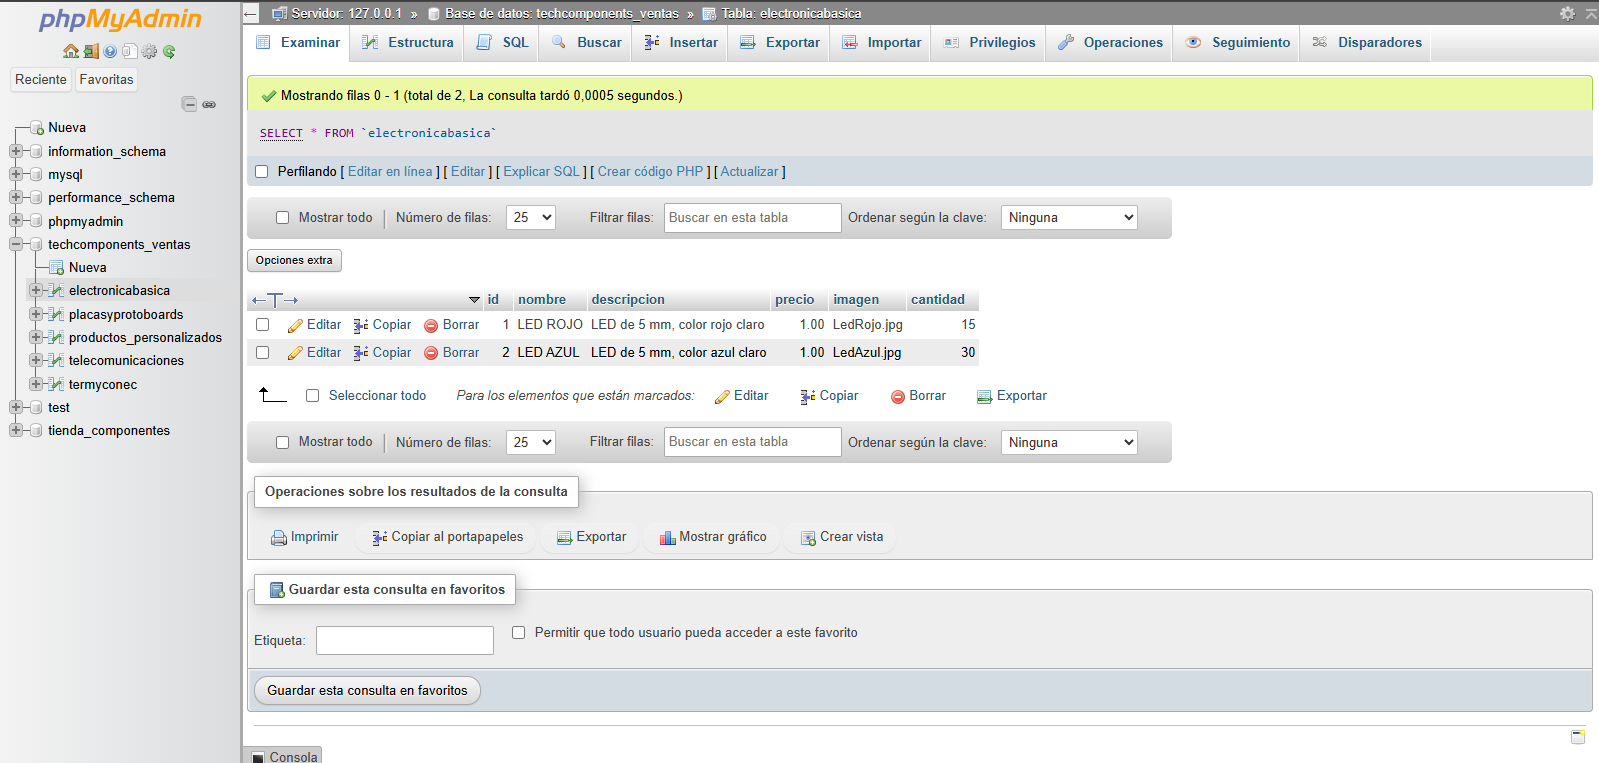 phpMyAdmin
Reciente Favoritas
Nueva
information_schema
mysql
performance_schema
phpmyadmin
techcomponents_ventas
Nueva
electronicabasica
placasyprotoboards
productos_personalizados
telecomunicaciones
termyconec
test
tienda_componentes
Servidor: 127.0.0.1 » Base de datos: techcomponents_ventas » Tabla: electronicabasica
Examinar Estructura SQL Buscar Insertar Exportar Importar Privilegios Operaciones Seguimiento Disparadores
Mostrando filas 0 - 1 (total de 2, La consulta tardó 0,0005 segundos.)
SELECT * FROM `electronicabasica`
Perfilando [ Editar en línea ] [ Editar ] [ Explicar SQL ] [ Crear código PHP ] [ Actualizar ]
Mostrar todo | Número de filas: 25 Filtrar filas: Buscar en esta tabla Ordenar según la clave: Ninguna
Opciones extra
←T→ id nombre descripcion precio imagen cantidad
Editar Copiar Borrar 1 LED ROJO LED de 5 mm, color rojo claro 1.00 LedRojo.jpg 15
Editar Copiar Borrar 2 LED AZUL LED de 5 mm, color azul claro 1.00 LedAzul.jpg 30
Seleccionar todo Para los elementos que están marcados: Editar Copiar Borrar Exportar
Mostrar todo | Número de filas: 25 Filtrar filas: Buscar en esta tabla Ordenar según la clave: Ninguna
Operaciones sobre los resultados de la consulta
Imprimir Copiar al portapapeles Exportar Mostrar gráfico Crear vista
Guardar esta consulta en favoritos
Etiqueta: Permitir que todo usuario pueda acceder a este favorito
Guardar esta consulta en favoritos
Consola